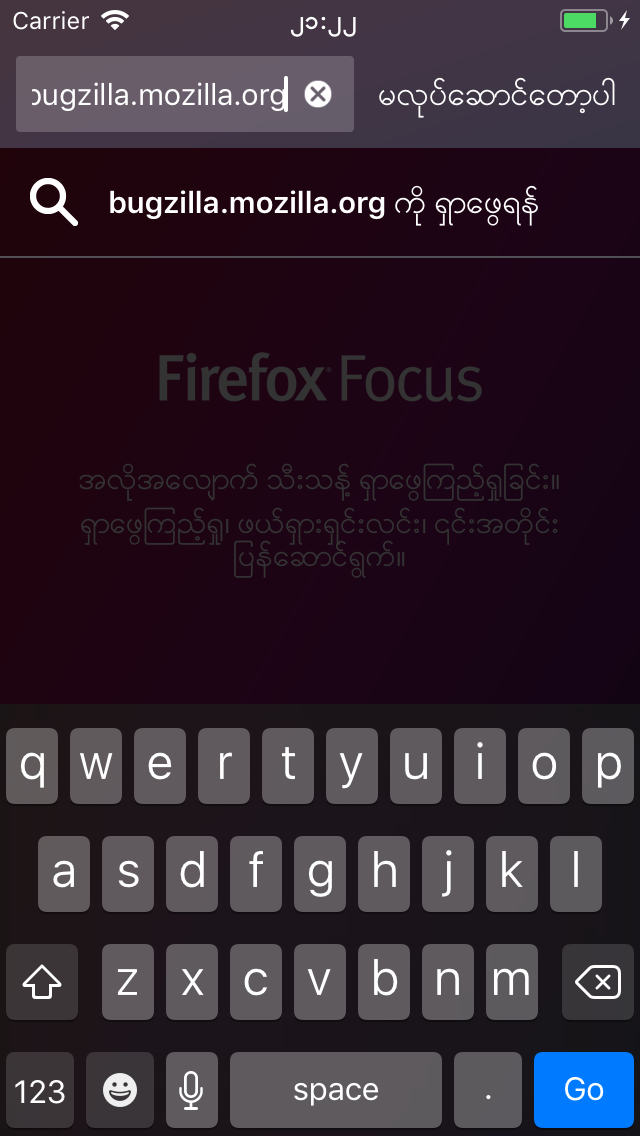 Carrier ၂၁:၂၂
bugzilla.mozilla.org မလုပ်ဆောင်တော့ပါ
bugzilla.mozilla.org ကို ရှာဖွေရန်
Firefox Focus
အလိုအလျောက် သီးသန့် ရှာဖွေကြည့်ရှုခြင်း။
ရှာဖွေကြည့်ရှု၊ ဖယ်ရှားရှင်းလင်း၊ ၎င်းအတိုင်း
ပြန်ဆောင်ရွက်။
q w e r t y u i o p
a s d f g h j k l
z x c v b n m
123 space . Go